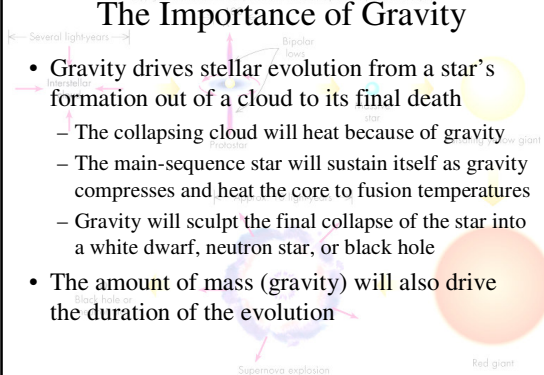 The Importance of Gravity
Several light-years
Bipolar
• Gravity drives stellar evolution from a star's
formation out of a cloud to its final death
Interstellar
star
– The collapsing cloud will heat because of gravity
Protostar
yellow giant
– The main-sequence star will sustain itself as gravity
compresses and heat the core to fusion temperatures
– Gravity will sculpt the final collapse of the star into
a white dwarf, neutron star, or black hole
• The amount of mass (gravity) will also drive
Black hole or
the duration of the evolution
Supernova explosion
Red giant